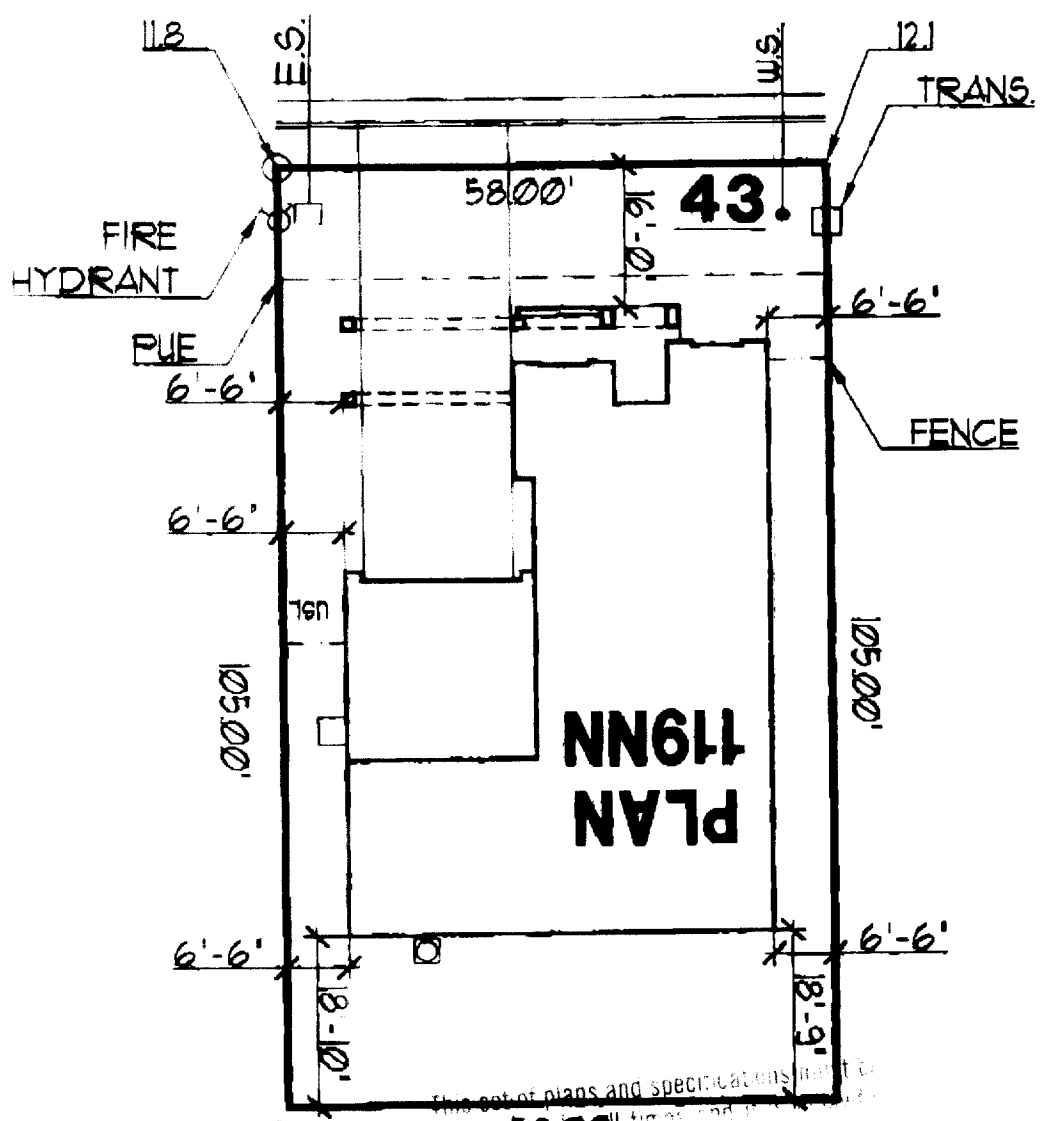 11.8
E.S.
W.S.
12.1
TRANS.
58.00'
16'-0
43
FIRE
HYDRANT
PUE
6'-6"
6'-6"
FENCE
6'-6"
USL
105.00'
105.00'
PLAN
119NN
6'-6"
6'-6"
18'-10"
18'-9"
This set of plans and specifications